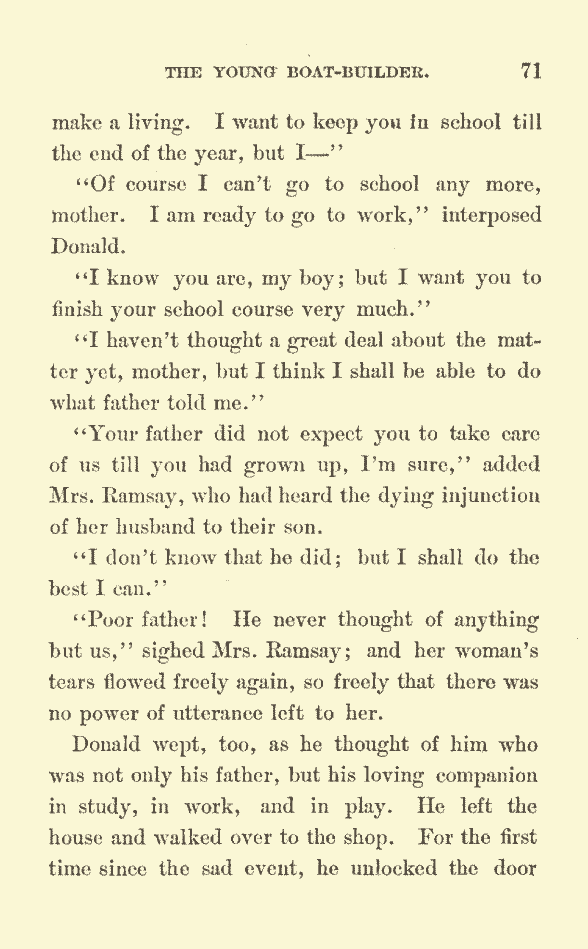 THE YOUNG BOAT-BUILDER. 71
make a living. I want to keep you in school till
the end of the year, but I—"
"Of course I can't go to school any more,
mother. I am ready to go to work," interposed
Donald.
"I know you are, my boy; but I want you to
finish your school course very much."
"I haven't thought a great deal about the mat-
ter yet, mother, but I think I shall be able to do
what father told me."
"Your father did not expect you to take care
of us till you had grown up, I'm sure," added
Mrs. Ramsay, who had heard the dying injunction
of her husband to their son.
"I don't know that he did; but I shall do the
best I can."
"Poor father! He never thought of anything
but us," sighed Mrs. Ramsay; and her woman's
tears flowed freely again, so freely that there was
no power of utterance left to her.
Donald wept, too, as he thought of him who
was not only his father, but his loving companion
in study, in work, and in play. He left the
house and walked over to the shop. For the first
time since the sad event, he unlocked the door